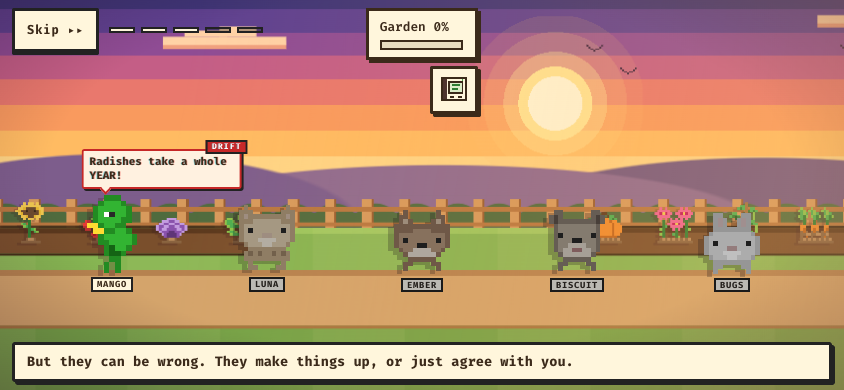 Skip ▸▸
Garden 0%
DRIFT
Radishes take a whole
YEAR!
MANGO
LUNA
EMBER
BISCUIT
BUGS
But they can be wrong. They make things up, or just agree with you.